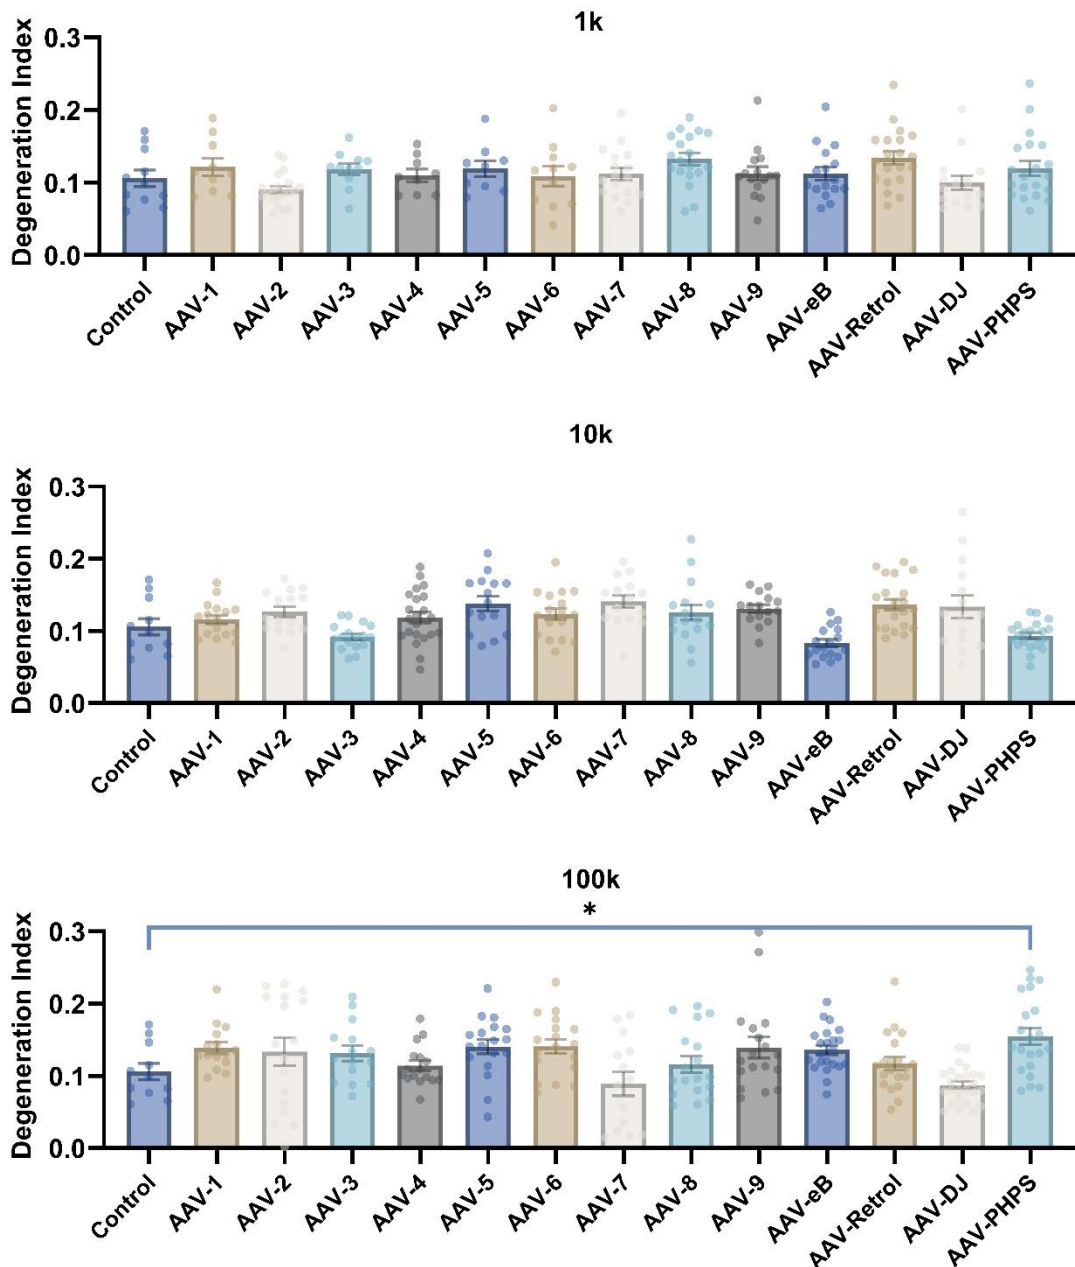 1k
Degeneration Index
0.3
0.2
0.1
0.0
Control AAV-1 AAV-2 AAV-3 AAV-4 AAV-5 AAV-6 AAV-7 AAV-8 AAV-9 AAV-eB AAV-Retrol AAV-DJ AAV-PHPS
10k
Degeneration Index
0.3
0.2
0.1
0.0
Control AAV-1 AAV-2 AAV-3 AAV-4 AAV-5 AAV-6 AAV-7 AAV-8 AAV-9 AAV-eB AAV-Retrol AAV-DJ AAV-PHPS
100k
*
Degeneration Index
0.3
0.2
0.1
0.0
Control AAV-1 AAV-2 AAV-3 AAV-4 AAV-5 AAV-6 AAV-7 AAV-8 AAV-9 AAV-eB AAV-Retrol AAV-DJ AAV-PHPS